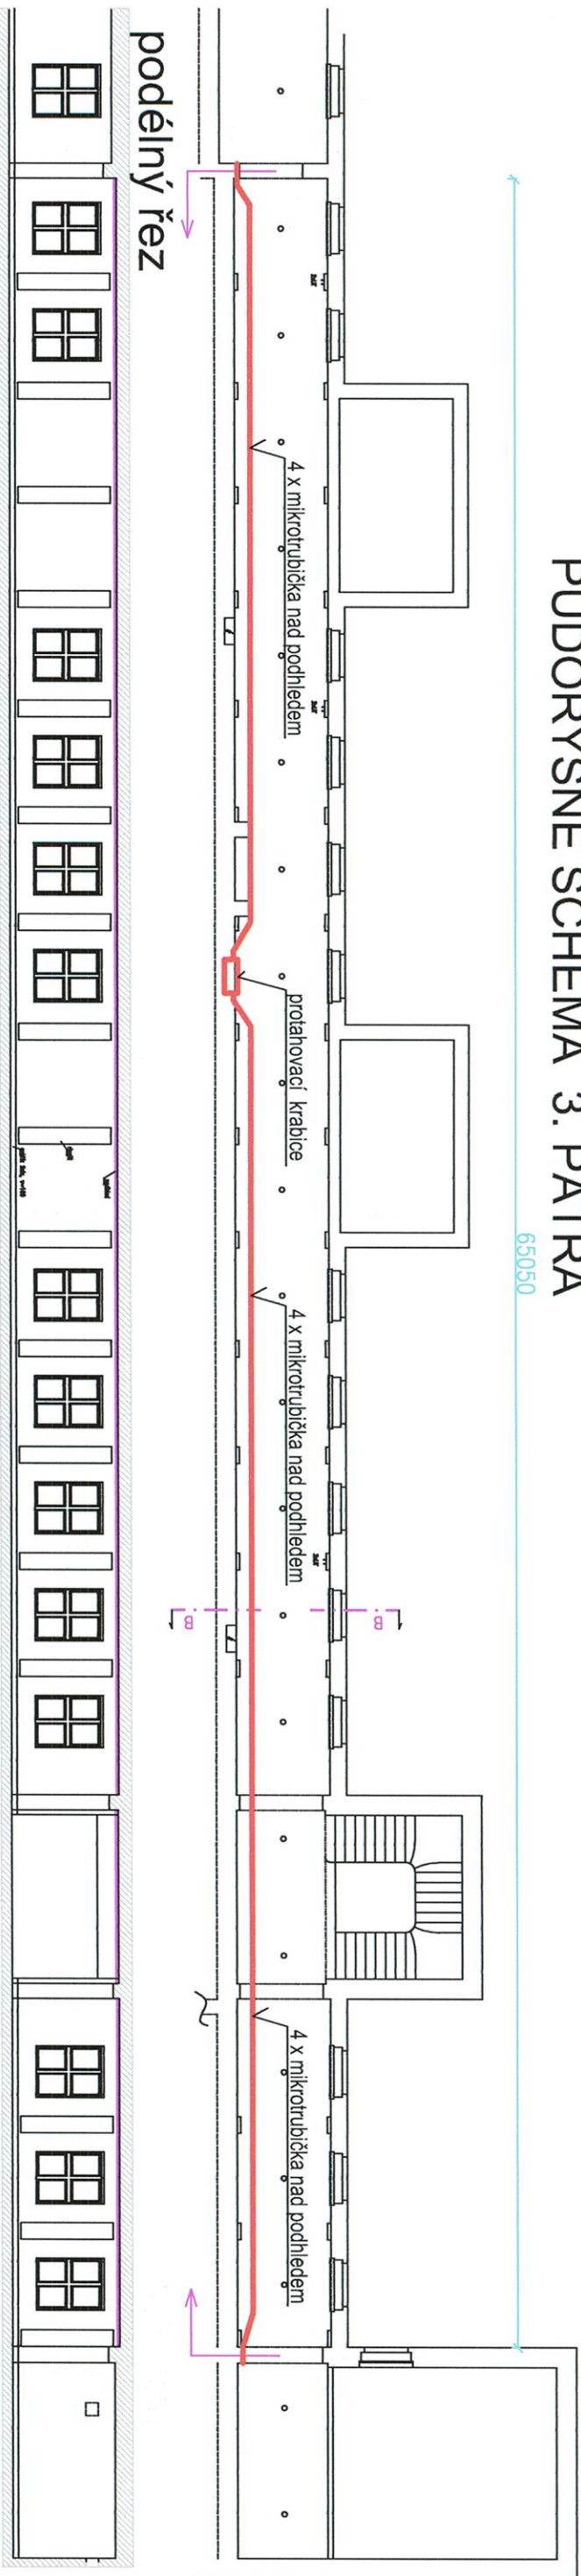 PŮDORYSNÉ SCHEMA 3. PATRA
65050
4 x mikrotrubička nad podhledem
protahovací krabice
4 x mikrotrubička nad podhledem
4 x mikrotrubička nad podhledem
B
B
podélný řez